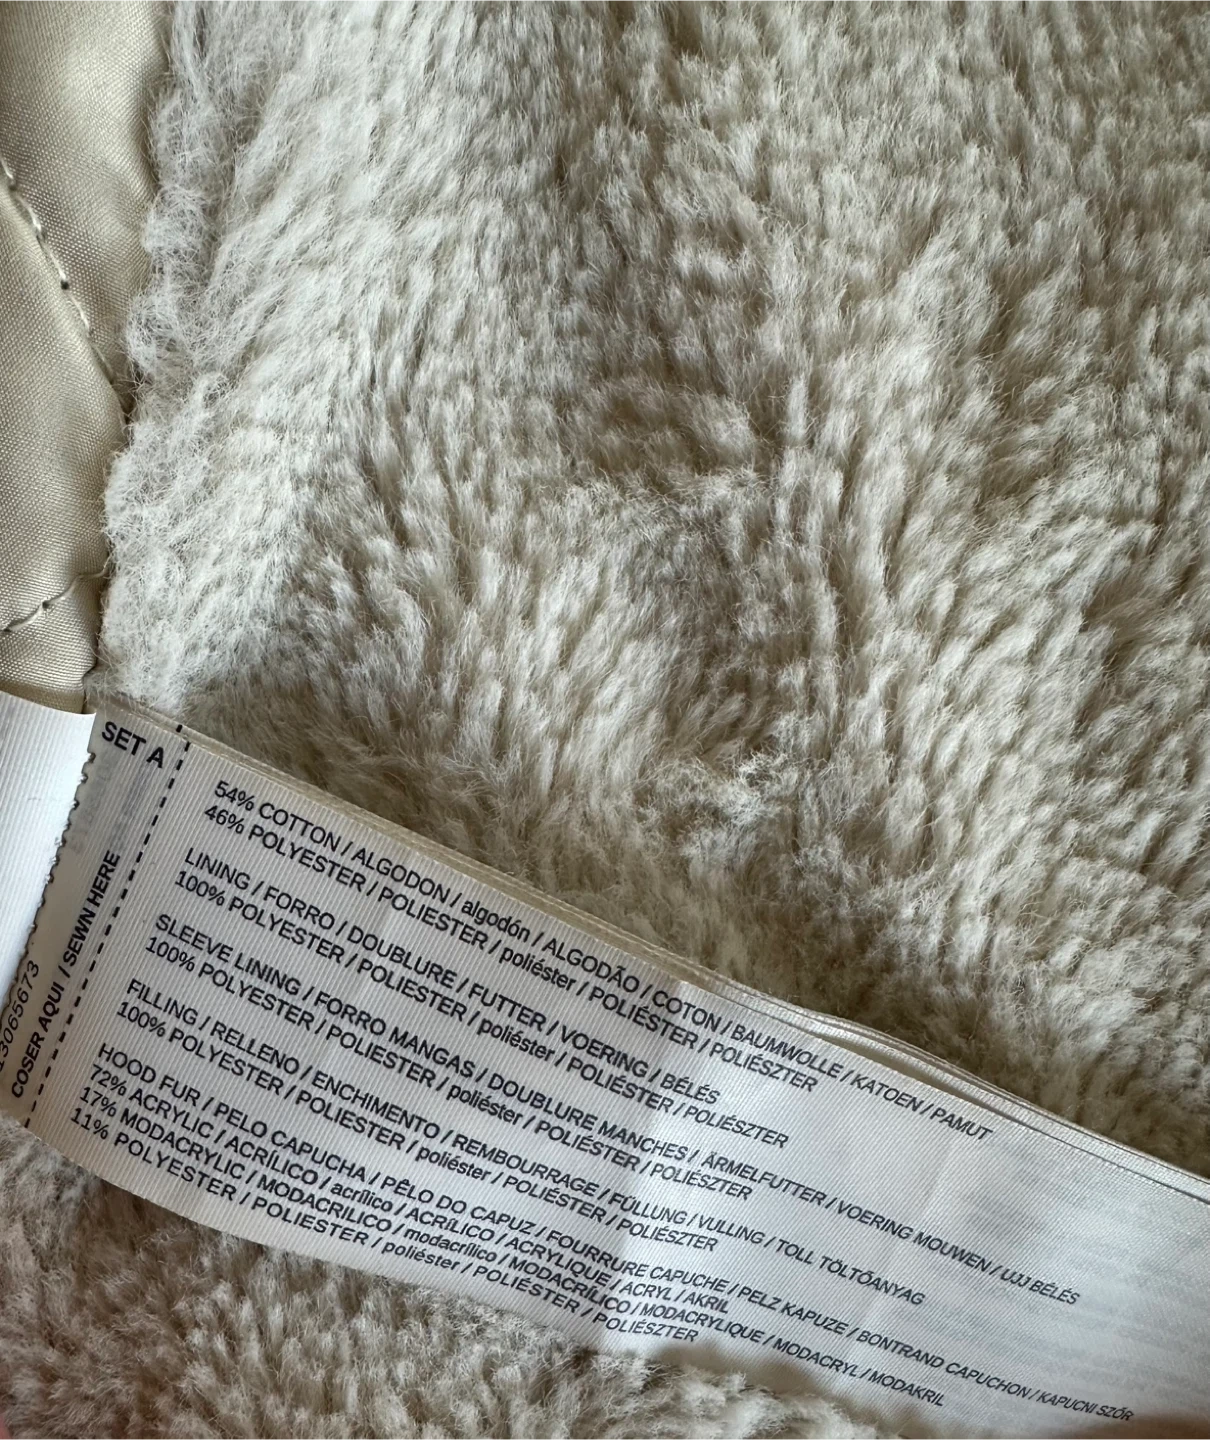 SET A
COSER AQUI / SEWN HERE
3065673
54% COTTON / ALGODON / algodón / ALGODÃO / COTON / BAUMWOLLE / KATOEN / PAMUT
46% POLYESTER / POLIESTER / poliéster / POLIÉSTER / POLIÉSZTER
LINING / FORRO / DOUBLURE / FUTTER / VOERING / BÉLÉS
100% POLYESTER / POLIESTER / poliéster / POLIÉSTER / POLIÉSZTER
SLEEVE LINING / FORRO MANGAS / DOUBLURE MANCHES / ÄRMELFUTTER / VOERING MOUWEN / UJJ BÉLÉS
100% POLYESTER / POLIESTER / poliéster / POLIÉSTER / POLIÉSZTER
FILLING / RELLENO / ENCHIMENTO / REMBOURRAGE / FÜLLUNG / VULLING / TOLL TÖLTŐANYAG
100% POLYESTER / POLIESTER / poliéster / POLIÉSTER / POLIÉSZTER
HOOD FUR / PELO CAPUCHA / PÊLO DO CAPUZ / FOURRURE CAPUCHE / PELZ KAPUZE / BONTRAND CAPUCHON / KAPUCNI SZŐR
72% ACRYLIC / ACRÍLICO / acrílico / ACRÍLICO / ACRYLIQUE / ACRYL / AKRIL
17% MODACRYLIC / MODACRILICO / modacrílico / MODACRÍLICO / MODACRYLIQUE / MODACRYL / MODAKRIL
11% POLYESTER / POLIESTER / poliéster / POLIÉSTER / POLIÉSZTER